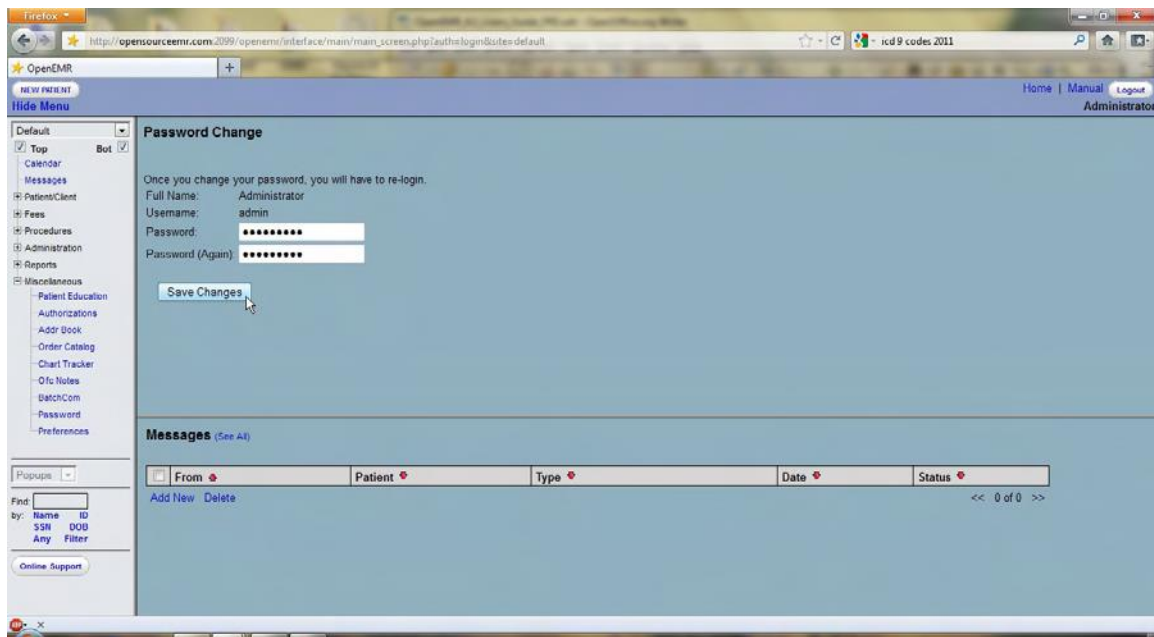 Firefox
http://opensourceemr.com:2099/openemr/interface/main/main_screen.php?auth=login&site=default
icd 9 codes 2011
OpenEMR
+
NEW PATIENT
Home | Manual Logout
Hide Menu
Administrator
Default
Top Bot
Calendar
Messages
Patient/Client
Fees
Procedures
Administration
Reports
Miscellaneous
Patient Education
Authorizations
Addr Book
Order Catalog
Chart Tracker
Ofc Notes
BatchCom
Password
Preferences
Popups
Find:
by: Name ID
SSN DOB
Any Filter
Online Support
Password Change
Once you change your password, you will have to re-login.
Full Name: Administrator
Username: admin
Password: •••••••••
Password (Again): •••••••••
Save Changes
Messages (See All)
From Patient Type Date Status
Add New Delete << 0 of 0 >>